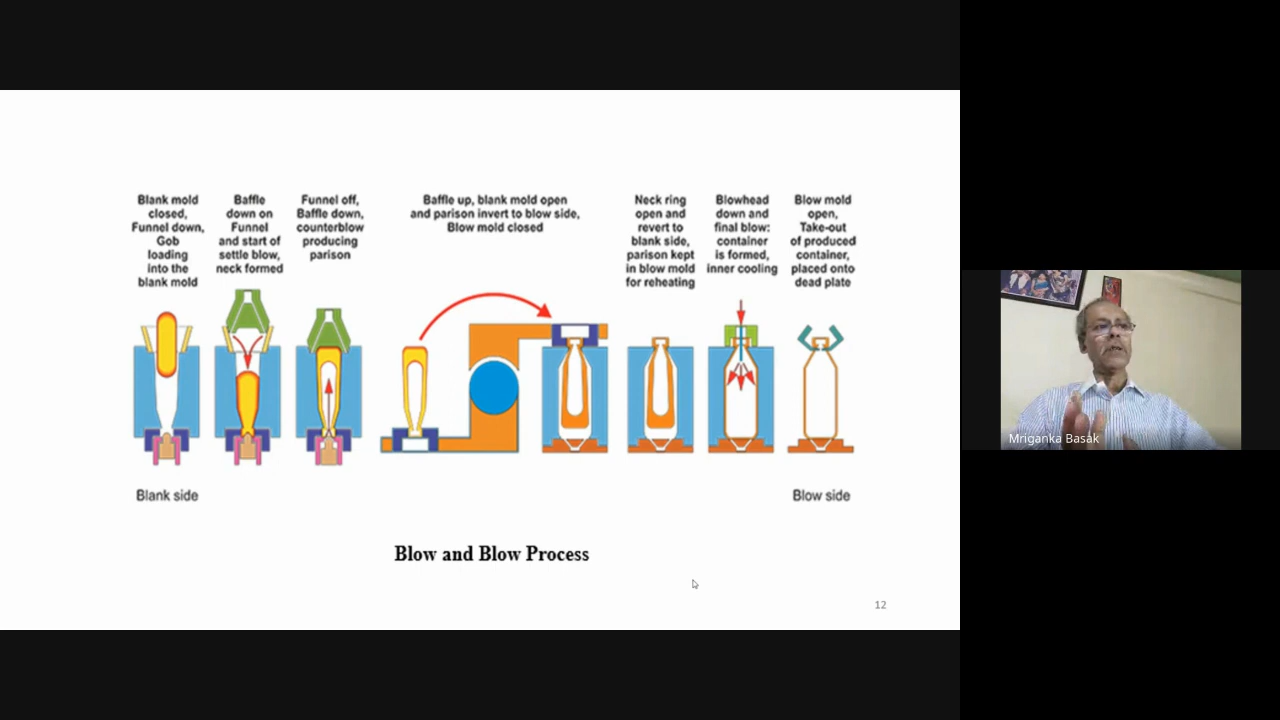 Blank mold
closed,
Funnel down,
Gob
loading
into the
blank mold
Baffle
down on
Funnel
and start of
settle blow,
neck formed
Funnel off,
Baffle down,
counterblow
producing
parison
Baffle up, blank mold open
and parison invert to blow side,
Blow mold closed
Neck ring
open and
revert to
blank side,
parison kept
in blow mold
for reheating
Blowhead
down and
final blow:
container
is formed,
inner cooling
Blow mold
open,
Take-out
of produced
container,
placed onto
dead plate
Blank side
Blow side
Blow and Blow Process
12
Mriganka Basak